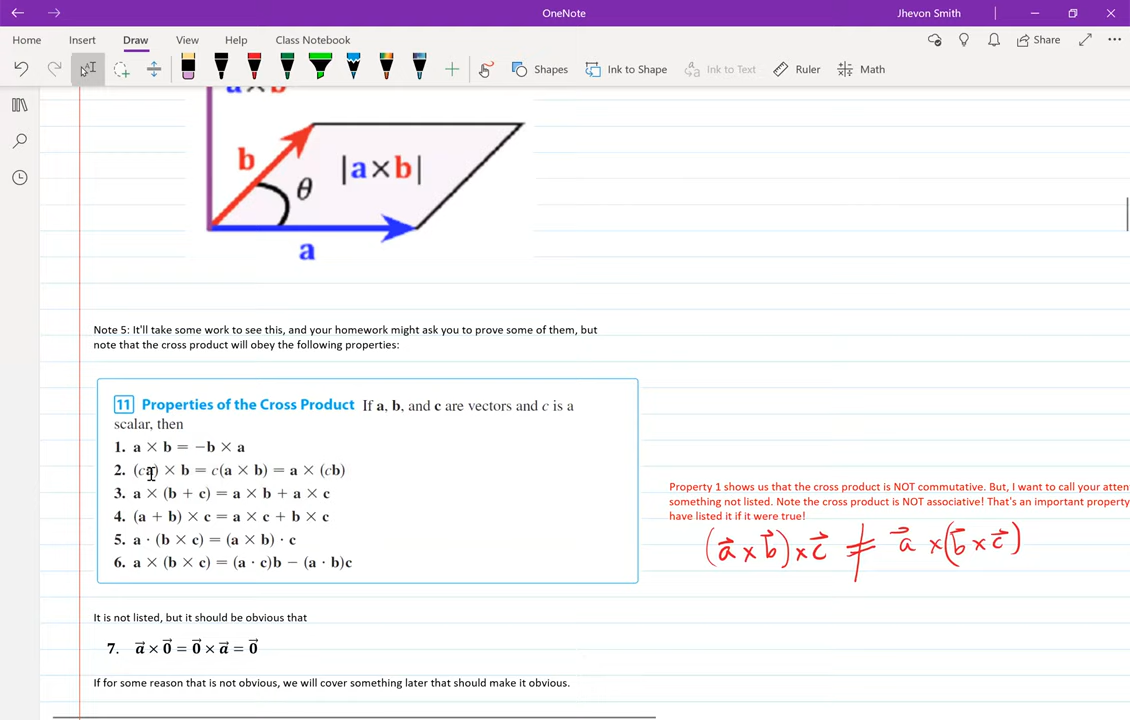 OneNote
Jhevon Smith
Home Insert Draw View Help Class Notebook
Share
Shapes Ink to Shape Ink to Text Ruler Math
a×b
b
θ
|a×b|
a
Note 5: It'll take some work to see this, and your homework might ask you to prove some of them, but
note that the cross product will obey the following properties:
11 Properties of the Cross Product If a, b, and c are vectors and c is a
scalar, then
1. a × b = −b × a
2. (ca) × b = c(a × b) = a × (cb)
3. a × (b + c) = a × b + a × c
4. (a + b) × c = a × c + b × c
5. a · (b × c) = (a × b) · c
6. a × (b × c) = (a · c)b − (a · b)c
Property 1 shows us that the cross product is NOT commutative. But, I want to call your
something not listed. Note the cross product is NOT associative! That's an important property
have listed it if it were true!
(a⃗ × b⃗) × c⃗ ≠ a⃗ × (b⃗ × c⃗)
It is not listed, but it should be obvious that
7. a⃗ × 0⃗ = 0⃗ × a⃗ = 0⃗
If for some reason that is not obvious, we will cover something later that should make it obvious.